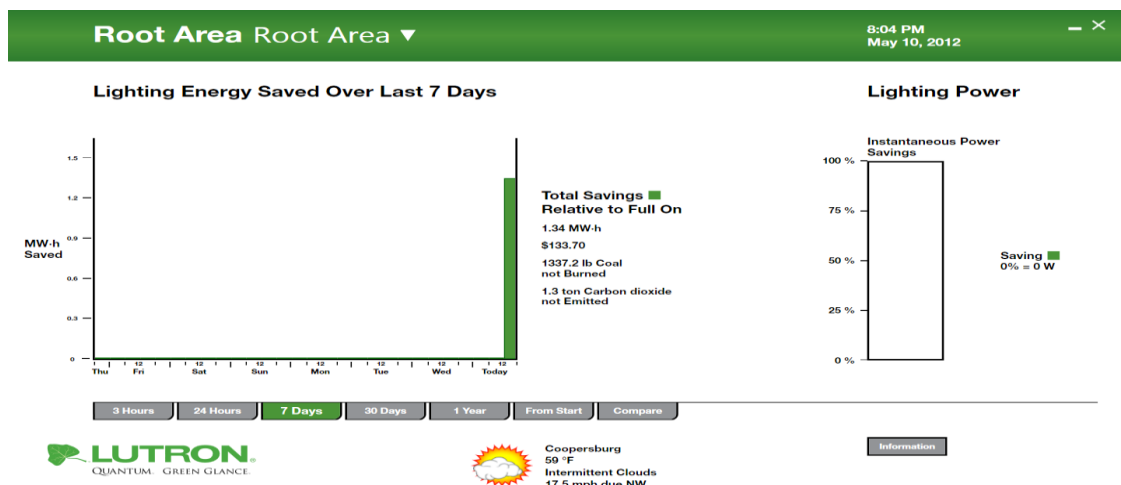 Root Area Root Area ▼
8:04 PM
May 10, 2012
Lighting Energy Saved Over Last 7 Days
Lighting Power
MW·h
Saved
1.5
1.2
0.9
0.6
0.3
0
12 12 12 12 12 12 12
Thu Fri Sat Sun Mon Tue Wed Today
Total Savings
Relative to Full On
1.34 MW·h
$133.70
1337.2 lb Coal
not Burned
1.3 ton Carbon dioxide
not Emitted
Instantaneous Power
Savings
100 %
75 %
50 %
25 %
0 %
Saving
0% = 0 W
3 Hours 24 Hours 7 Days 30 Days 1 Year From Start Compare
LUTRON.
QUANTUM. GREEN GLANCE.
Coopersburg
59 °F
Intermittent Clouds
17.5 mph due NW
Information